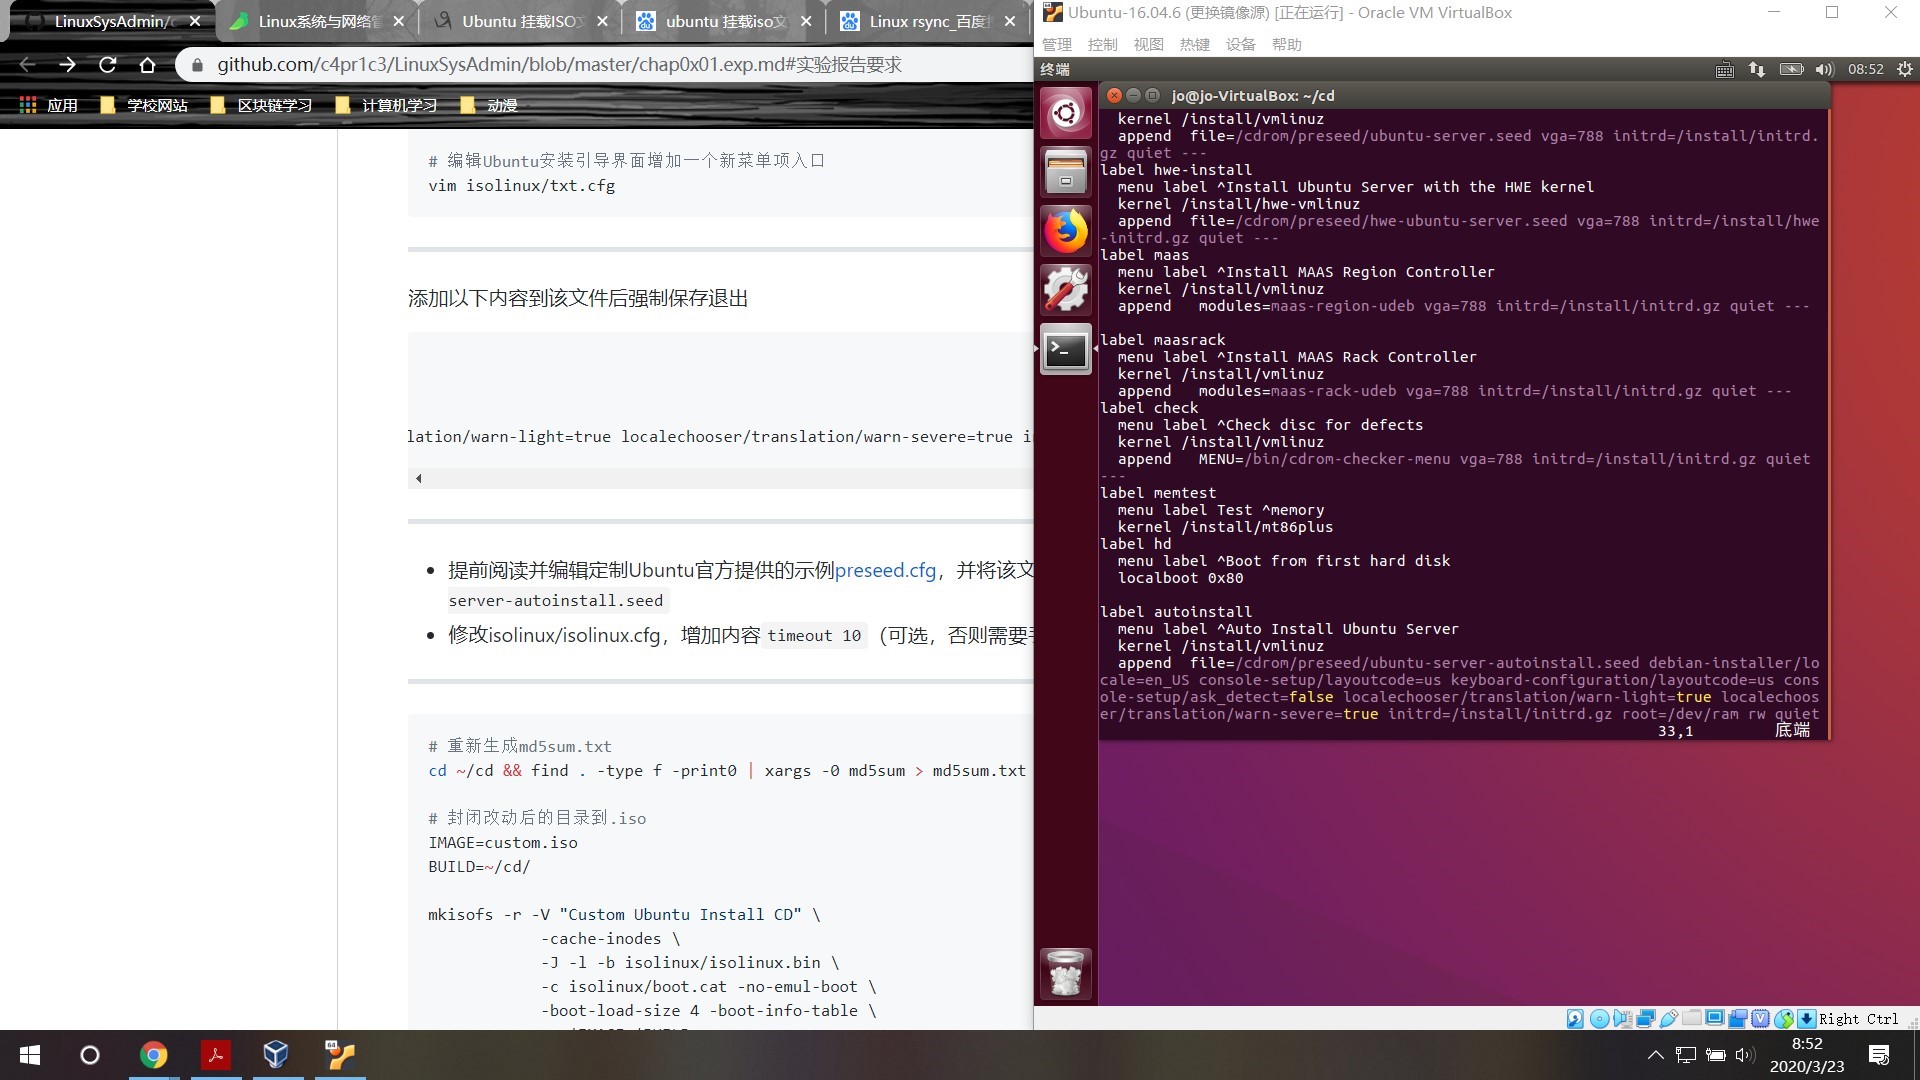 LinuxSysAdmin/c
Linux系统与网络管
Ubuntu 挂载ISO文
ubuntu 挂载iso文
Linux rsync_百度
github.com/c4pr1c3/LinuxSysAdmin/blob/master/chap0x01.exp.md#实验报告要求
应用
学校网站
区块链学习
计算机学习
动漫
# 编辑Ubuntu安装引导界面增加一个新菜单项入口
vim isolinux/txt.cfg
添加以下内容到该文件后强制保存退出
lation/warn-light=true localechooser/translation/warn-severe=true i
提前阅读并编辑定制Ubuntu官方提供的示例preseed.cfg，并将该文
server-autoinstall.seed
修改isolinux/isolinux.cfg，增加内容 timeout 10（可选，否则需要手
# 重新生成md5sum.txt
cd ~/cd && find . -type f -print0 | xargs -0 md5sum > md5sum.txt
# 封闭改动后的目录到.iso
IMAGE=custom.iso
BUILD=~/cd/
mkisofs -r -V "Custom Ubuntu Install CD" \
-cache-inodes \
-J -l -b isolinux/isolinux.bin \
-c isolinux/boot.cat -no-emul-boot \
-boot-load-size 4 -boot-info-table \
Ubuntu-16.04.6 (更换镜像源) [正在运行] - Oracle VM VirtualBox
管理 控制 视图 热键 设备 帮助
终端
08:52
jo@jo-VirtualBox: ~/cd
kernel /install/vmlinuz
append  file=/cdrom/preseed/ubuntu-server.seed vga=788 initrd=/install/initrd.
gz quiet ---
label hwe-install
menu label ^Install Ubuntu Server with the HWE kernel
kernel /install/hwe-vmlinuz
append  file=/cdrom/preseed/hwe-ubuntu-server.seed vga=788 initrd=/install/hwe
-initrd.gz quiet ---
label maas
menu label ^Install MAAS Region Controller
kernel /install/vmlinuz
append   modules=maas-region-udeb vga=788 initrd=/install/initrd.gz quiet ---
label maasrack
menu label ^Install MAAS Rack Controller
kernel /install/vmlinuz
append   modules=maas-rack-udeb vga=788 initrd=/install/initrd.gz quiet ---
label check
menu label ^Check disc for defects
kernel /install/vmlinuz
append   MENU=/bin/cdrom-checker-menu vga=788 initrd=/install/initrd.gz quiet
---
label memtest
menu label Test ^memory
kernel /install/mt86plus
label hd
menu label ^Boot from first hard disk
localboot 0x80
label autoinstall
menu label ^Auto Install Ubuntu Server
kernel /install/vmlinuz
append  file=/cdrom/preseed/ubuntu-server-autoinstall.seed debian-installer/lo
cale=en_US console-setup/layoutcode=us keyboard-configuration/layoutcode=us cons
ole-setup/ask_detect=false localechooser/translation/warn-light=true localechoos
er/translation/warn-severe=true initrd=/install/initrd.gz root=/dev/ram rw quiet
33,1 底端
Right Ctrl
8:52
2020/3/23